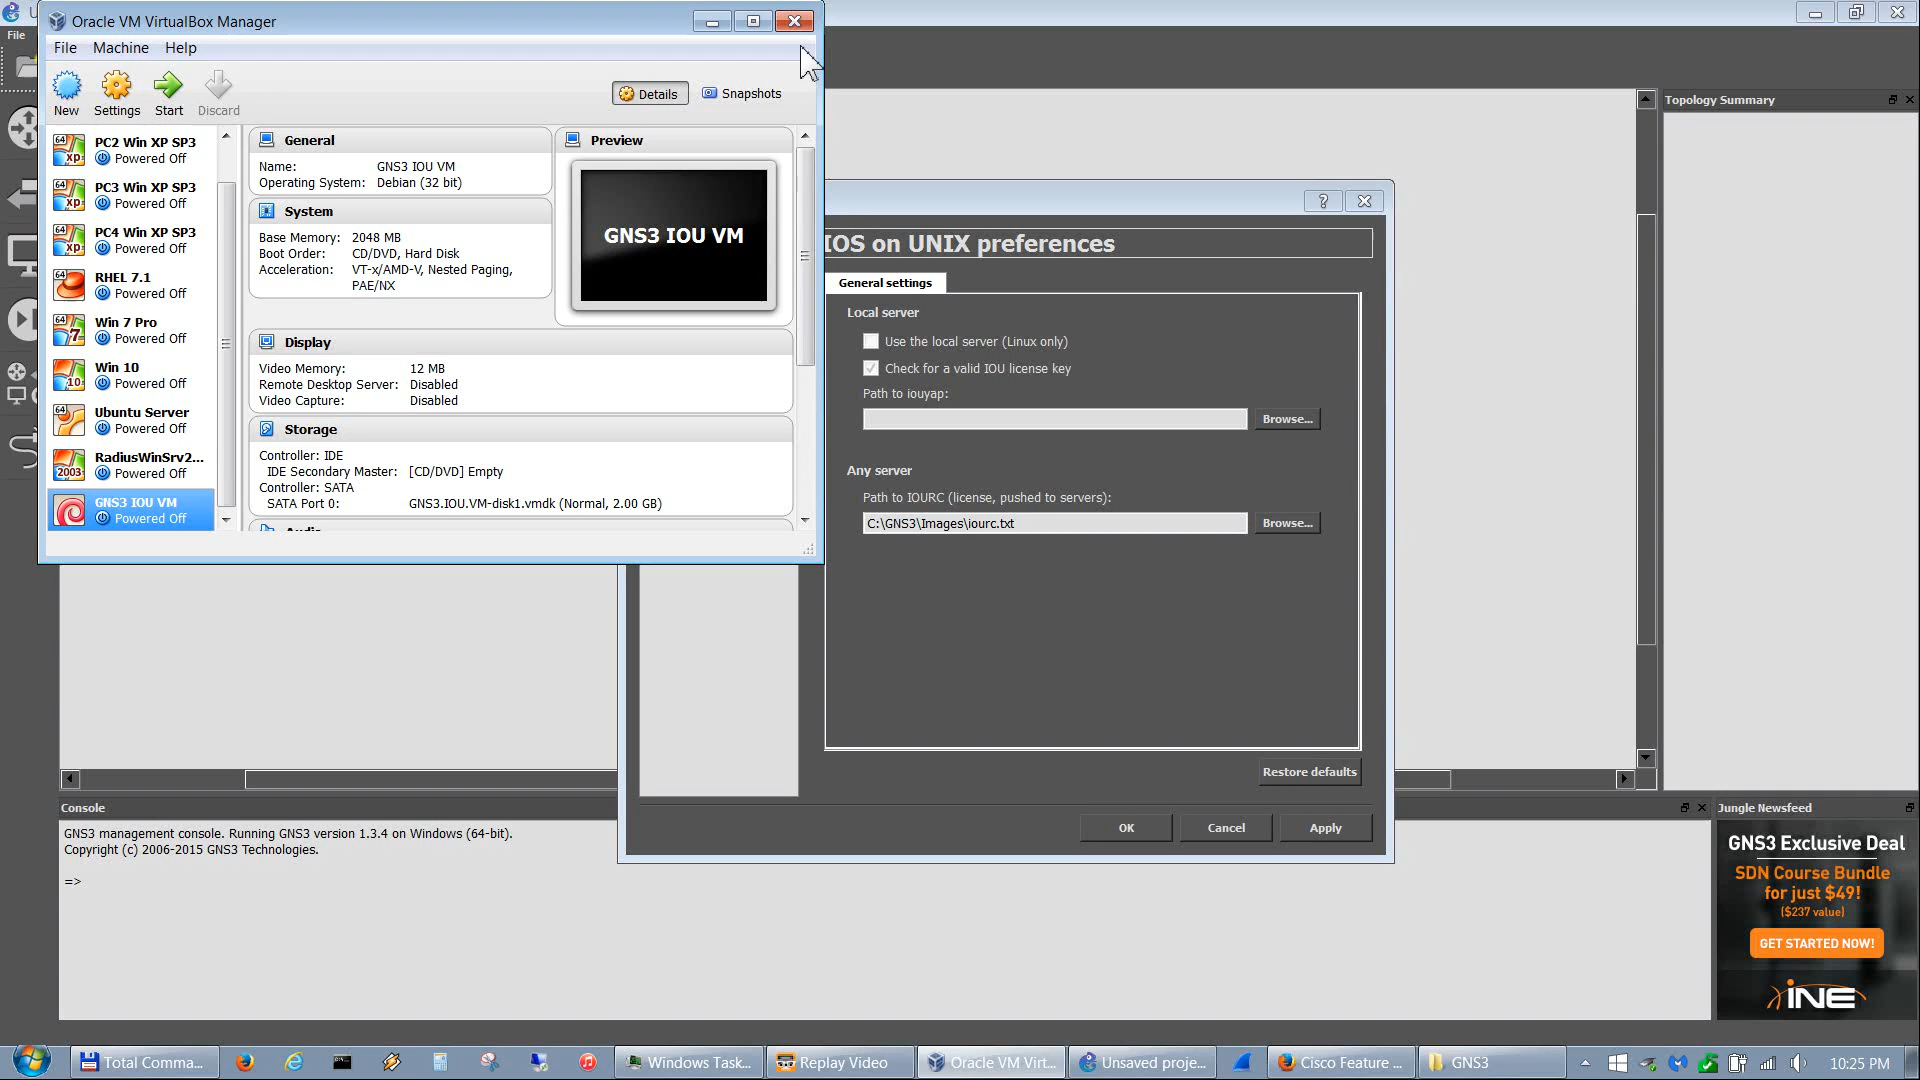 Oracle VM VirtualBox Manager
File Machine Help
New Settings Start Discard
Details Snapshots
PC2 Win XP SP3
Powered Off
PC3 Win XP SP3
Powered Off
PC4 Win XP SP3
Powered Off
RHEL 7.1
Powered Off
Win 7 Pro
Powered Off
Win 10
Powered Off
Ubuntu Server
Powered Off
RadiusWinSrv2...
Powered Off
GNS3 IOU VM
Powered Off
General
Name: GNS3 IOU VM
Operating System: Debian (32 bit)
System
Base Memory: 2048 MB
Boot Order: CD/DVD, Hard Disk
Acceleration: VT-x/AMD-V, Nested Paging,
PAE/NX
Preview
GNS3 IOU VM
Display
Video Memory: 12 MB
Remote Desktop Server: Disabled
Video Capture: Disabled
Storage
Controller: IDE
IDE Secondary Master: [CD/DVD] Empty
Controller: SATA
SATA Port 0: GNS3.IOU.VM-disk1.vmdk (Normal, 2.00 GB)
File
IOS on UNIX preferences
General settings
Local server
Use the local server (Linux only)
Check for a valid IOU license key
Path to iouyap:
Browse...
Any server
Path to IOURC (license, pushed to servers):
C:\GNS3\Images\iourc.txt
Browse...
Restore defaults
OK Cancel Apply
Topology Summary
Console
GNS3 management console. Running GNS3 version 1.3.4 on Windows (64-bit).
Copyright (c) 2006-2015 GNS3 Technologies.
=>
Jungle Newsfeed
GNS3 Exclusive Deal
SDN Course Bundle
for just $49!
($237 value)
GET STARTED NOW!
INE
Total Comma...
Windows Task...
Replay Video
Oracle VM Virt...
Unsaved proje...
Cisco Feature ...
GNS3
10:25 PM